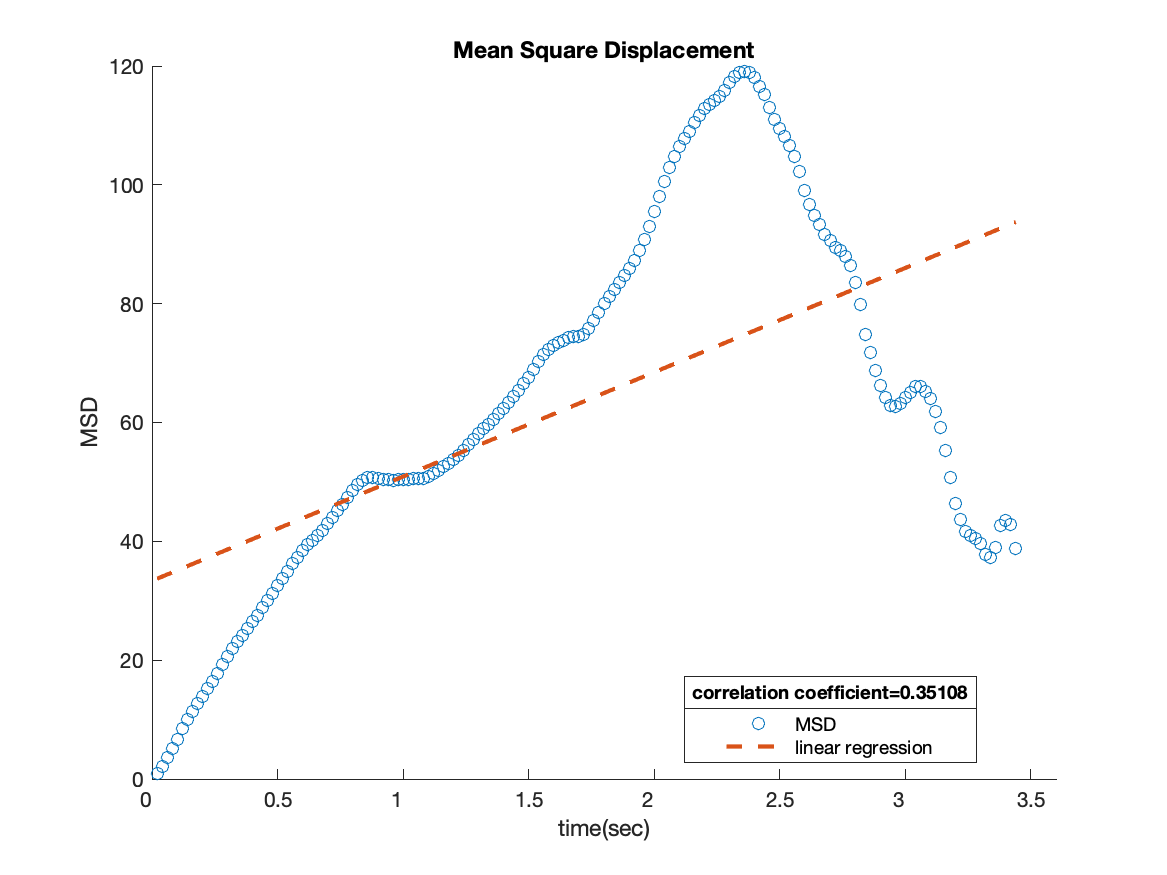 Mean Square Displacement
120
100
80
60
40
20
0
MSD
0 0.5 1 1.5 2 2.5 3 3.5
time(sec)
correlation coefficient=0.35108
MSD
linear regression